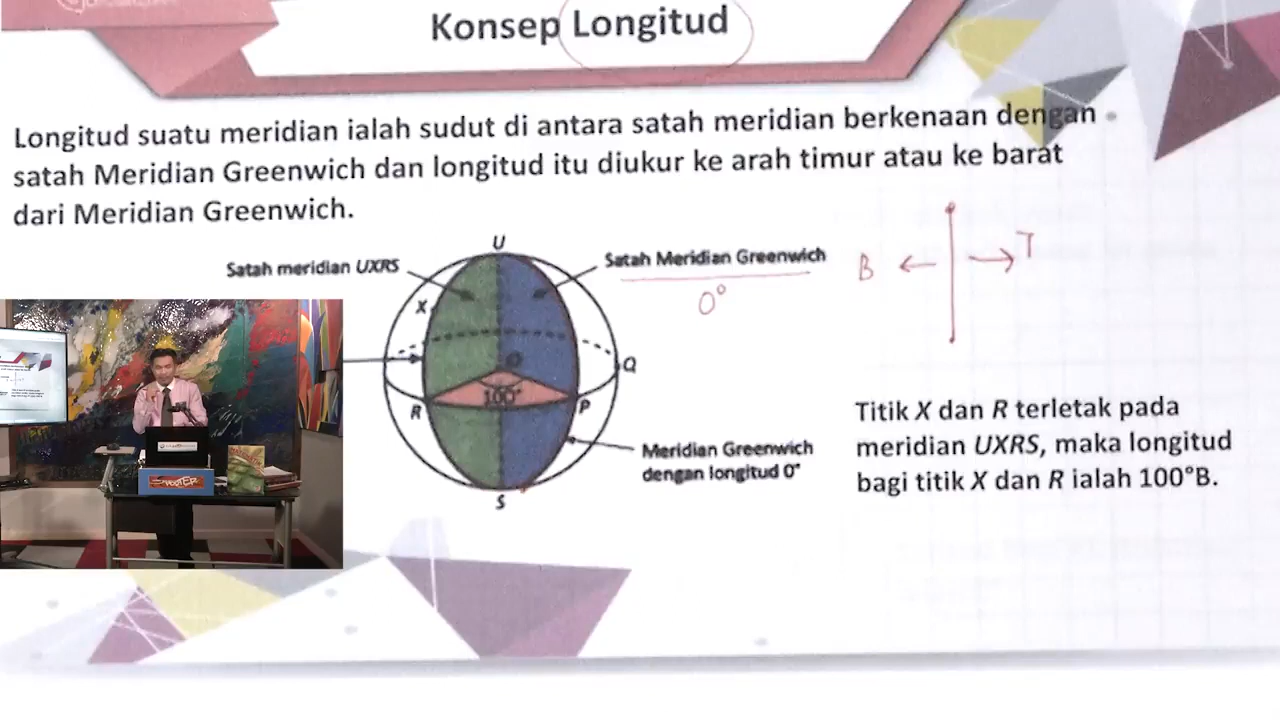 Konsep Longitud
Longitud suatu meridian ialah sudut di antara satah meridian berkenaan dengan
satah Meridian Greenwich dan longitud itu diukur ke arah timur atau ke barat
dari Meridian Greenwich.
U
Satah meridian UXRS
Satah Meridian Greenwich
0°
B
T
X
O
Q
100°
R
P
Meridian Greenwich
dengan longitud 0°
S
Titik X dan R terletak pada
meridian UXRS, maka longitud
bagi titik X dan R ialah 100°B.